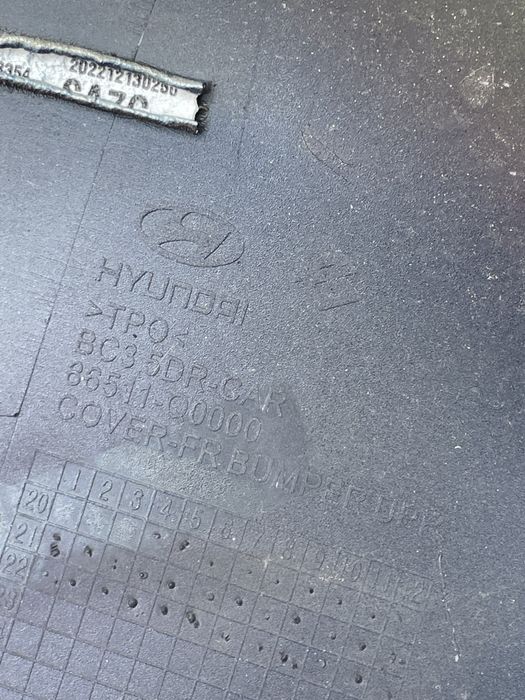 202212130250
HYUNDAI
>TPO<
BC3 5DR-CAR
86511-Q0000
COVER-FR BUMPER UPR
1 2 3 4 5 6 7 8 9 10 11 12
20
21
22